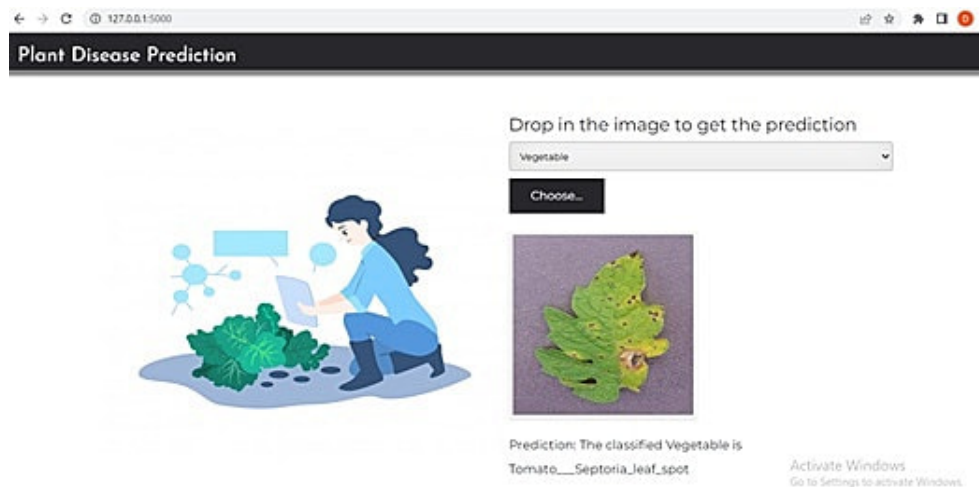 127.0.0.1:5000
Plant Disease Prediction
Drop in the image to get the prediction
Vegetable
Choose...
Prediction: The classified Vegetable is
Tomato___Septoria_leaf_spot
Activate Windows
Go to Settings to activate Windows.